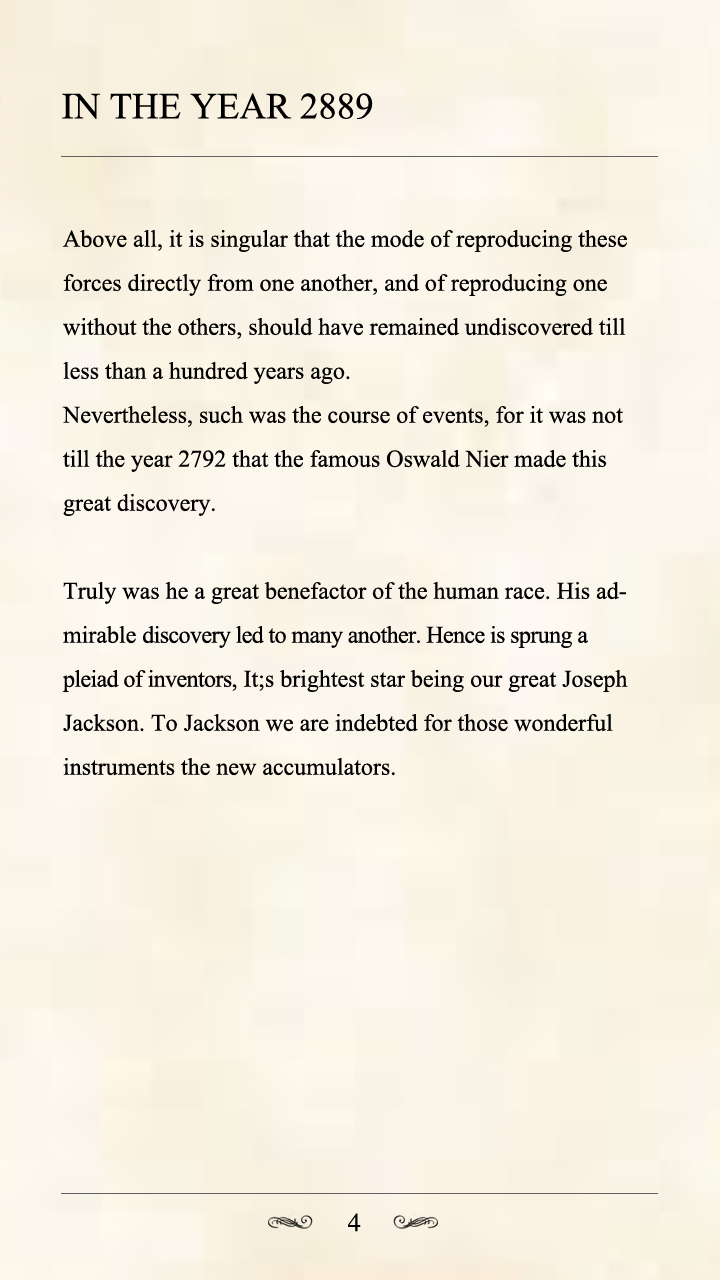 IN THE YEAR 2889
Above all, it is singular that the mode of reproducing these
forces directly from one another, and of reproducing one
without the others, should have remained undiscovered till
less than a hundred years ago.
Nevertheless, such was the course of events, for it was not
till the year 2792 that the famous Oswald Nier made this
great discovery.
Truly was he a great benefactor of the human race. His ad-
mirable discovery led to many another. Hence is sprung a
pleiad of inventors, It;s brightest star being our great Joseph
Jackson. To Jackson we are indebted for those wonderful
instruments the new accumulators.
4